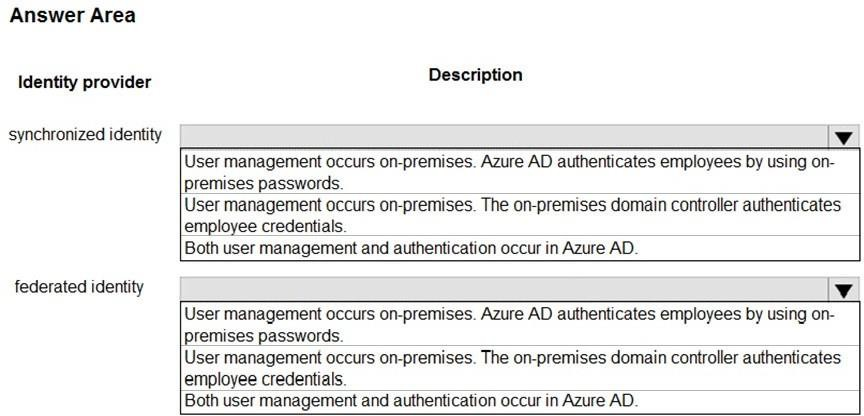 Answer Area
Identity provider
Description
synchronized identity
User management occurs on-premises. Azure AD authenticates employees by using on-
premises passwords.
User management occurs on-premises. The on-premises domain controller authenticates
employee credentials.
Both user management and authentication occur in Azure AD.
federated identity
User management occurs on-premises. Azure AD authenticates employees by using on-
premises passwords.
User management occurs on-premises. The on-premises domain controller authenticates
employee credentials.
Both user management and authentication occur in Azure AD.